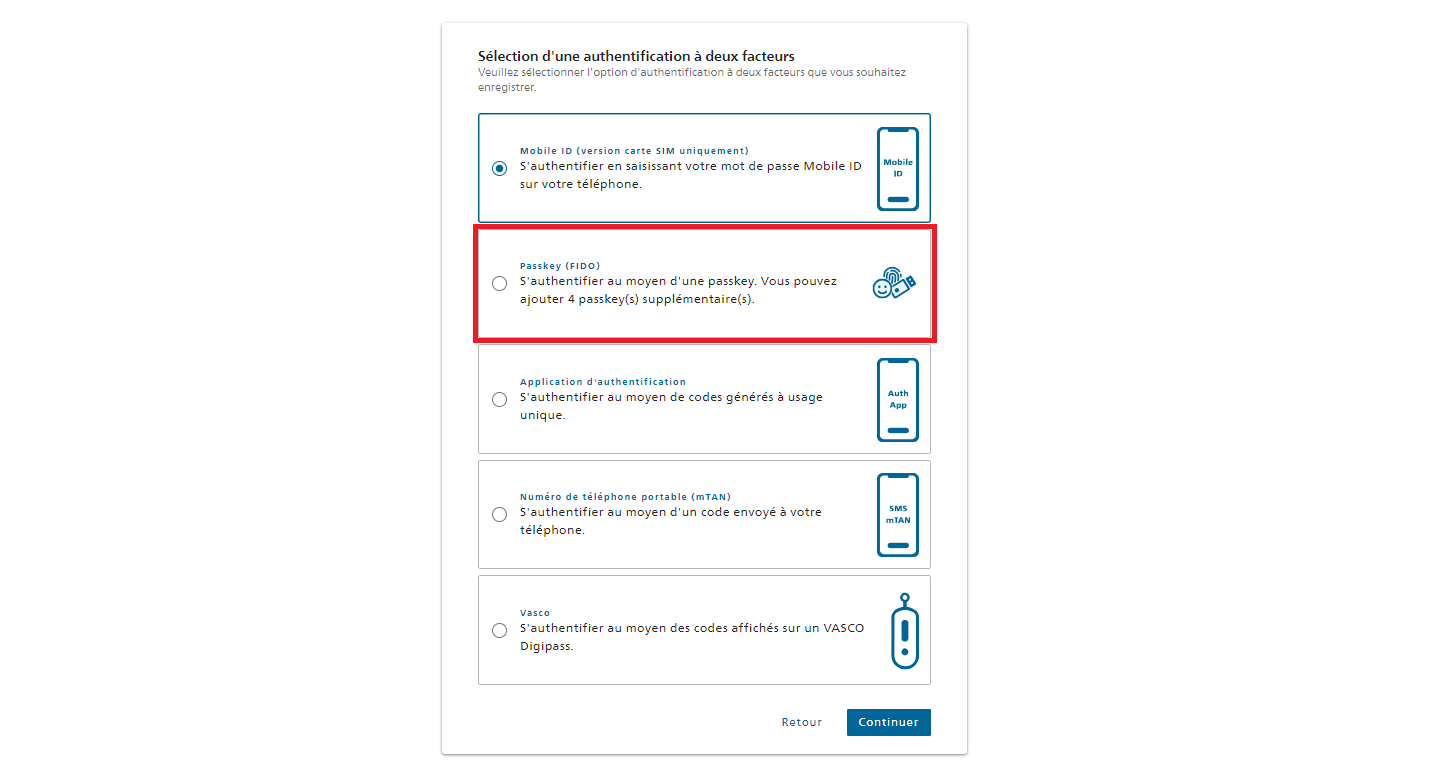 Sélection d'une authentification à deux facteurs
Veuillez sélectionner l'option d'authentification à deux facteurs que vous souhaitez
enregistrer.
Mobile ID (version carte SIM uniquement)
S'authentifier en saisissant votre mot de passe Mobile ID
sur votre téléphone.
Mobile
ID
Passkey (FIDO)
S'authentifier au moyen d'une passkey. Vous pouvez
ajouter 4 passkey(s) supplémentaire(s).
Application d'authentification
S'authentifier au moyen de codes générés à usage
unique.
Auth
App
Numéro de téléphone portable (mTAN)
S'authentifier au moyen d'un code envoyé à votre
téléphone.
SMS
mTAN
Vasco
S'authentifier au moyen des codes affichés sur un VASCO
Digipass.
Retour
Continuer